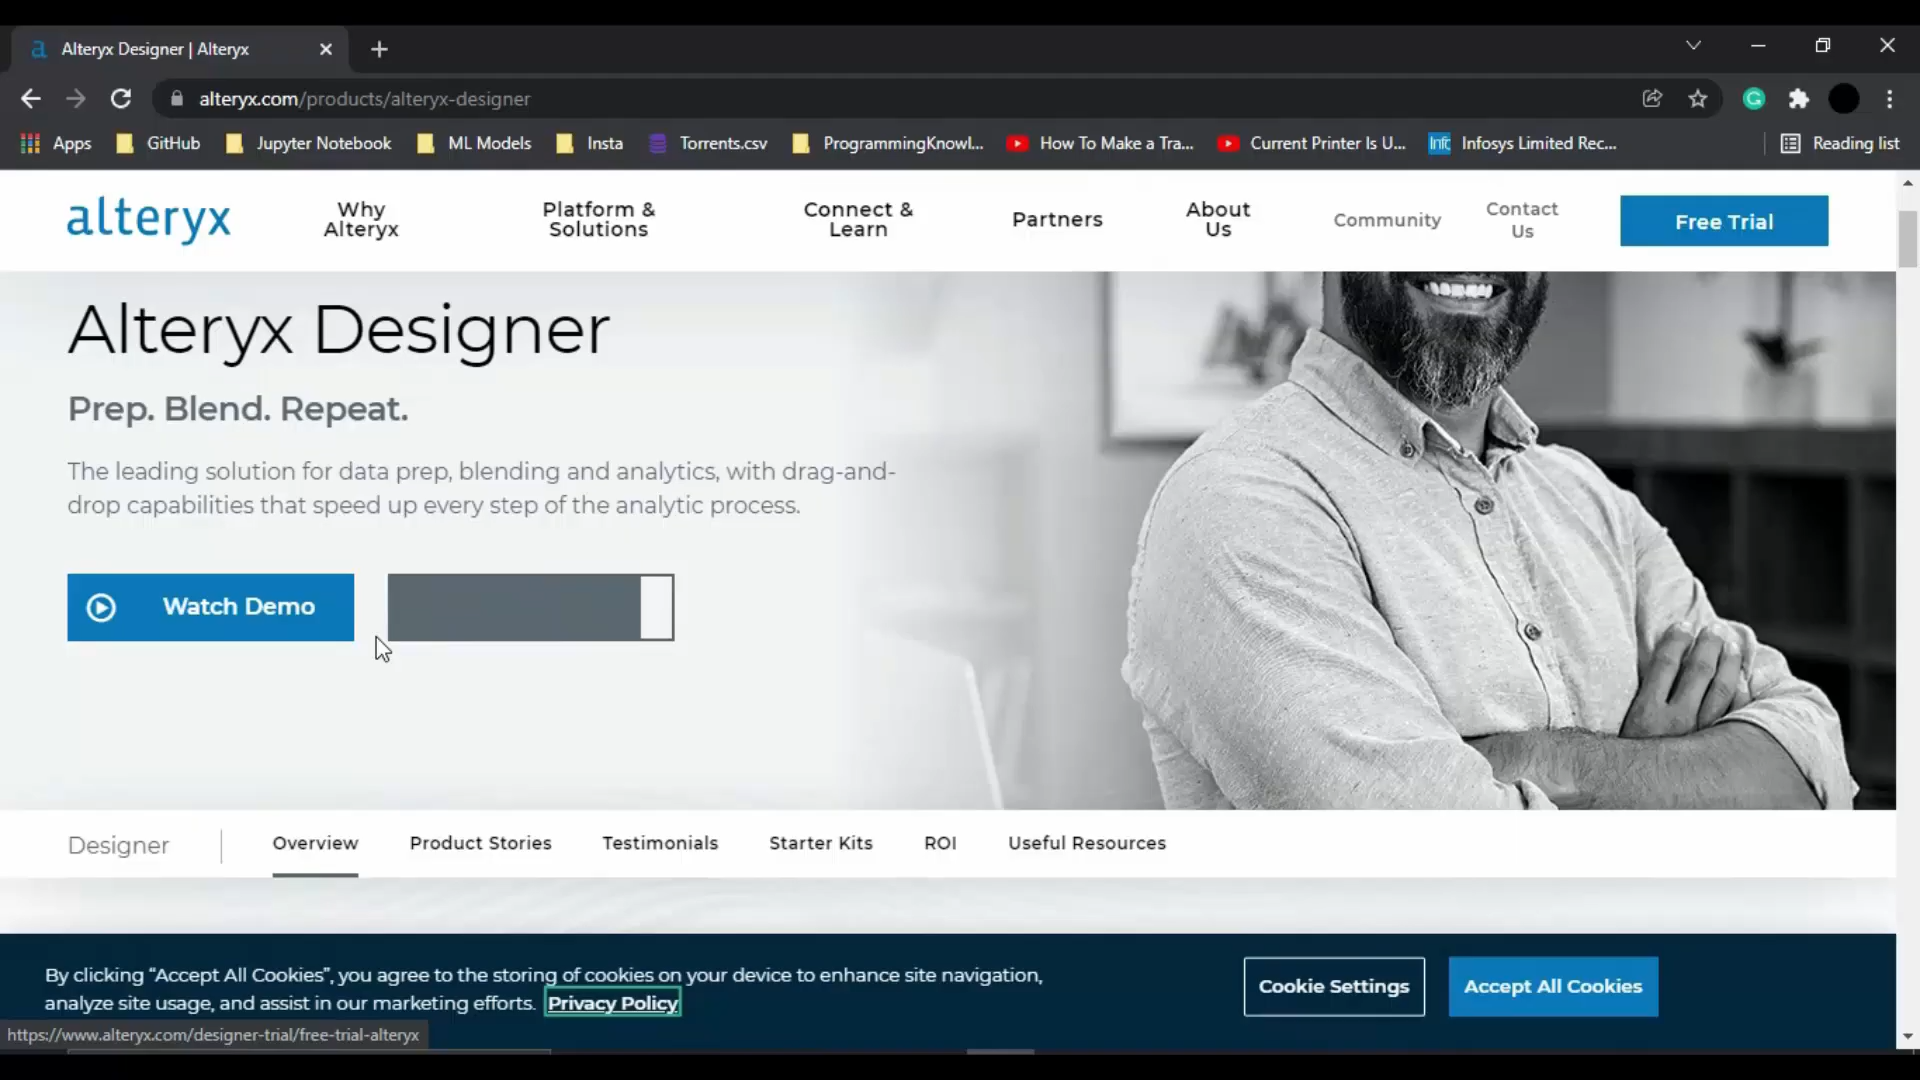 Alteryx Designer | Alteryx
alteryx.com/products/alteryx-designer
Apps GitHub Jupyter Notebook ML Models Insta Torrents.csv ProgrammingKnowl... How To Make a Tra... Current Printer Is U... Infosys Limited Rec... Reading list
alteryx
Why
Alteryx
Platform &
Solutions
Connect &
Learn
Partners
About
Us
Community
Contact
Us
Free Trial
Alteryx Designer
Prep. Blend. Repeat.
The leading solution for data prep, blending and analytics, with drag-and-
drop capabilities that speed up every step of the analytic process.
Watch Demo
Designer Overview Product Stories Testimonials Starter Kits ROI Useful Resources
By clicking “Accept All Cookies”, you agree to the storing of cookies on your device to enhance site navigation,
analyze site usage, and assist in our marketing efforts. Privacy Policy
Cookie Settings
Accept All Cookies
https://www.alteryx.com/designer-trial/free-trial-alteryx